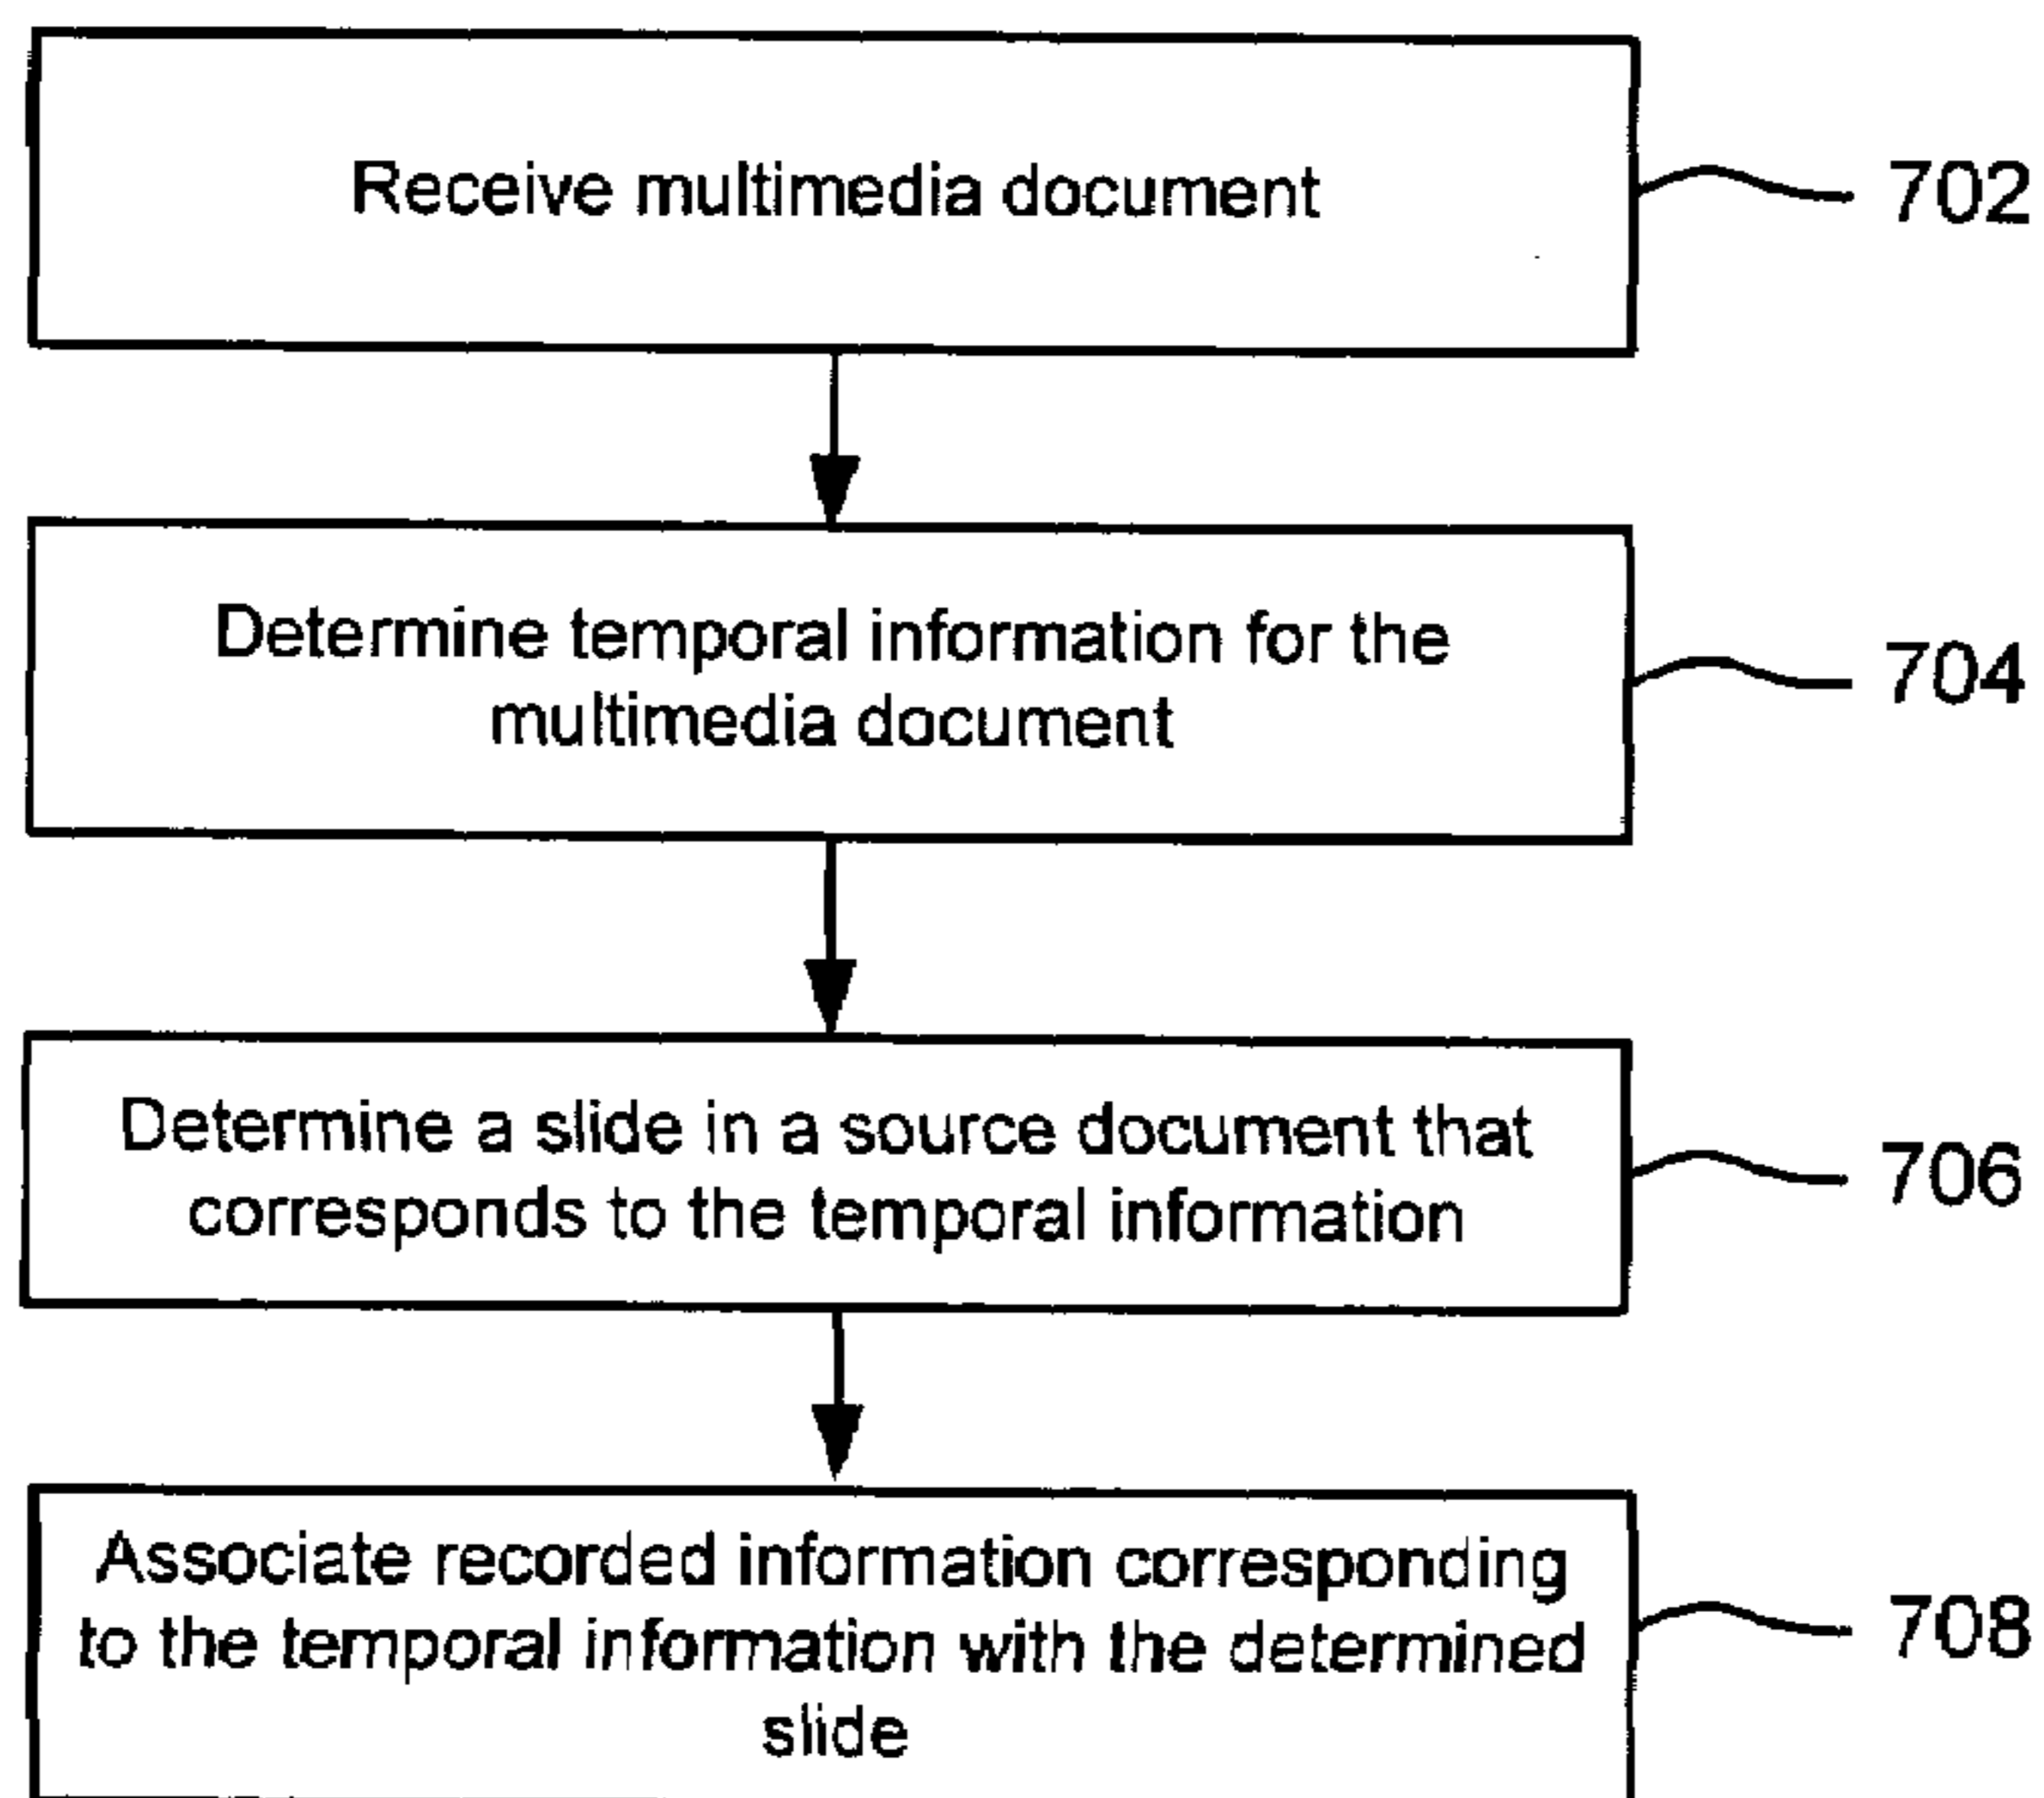 Receive multimedia document
702
Determine temporal information for the
multimedia document
704
Determine a slide in a source document that
corresponds to the temporal information
706
Associate recorded information corresponding
to the temporal information with the determined
slide
708